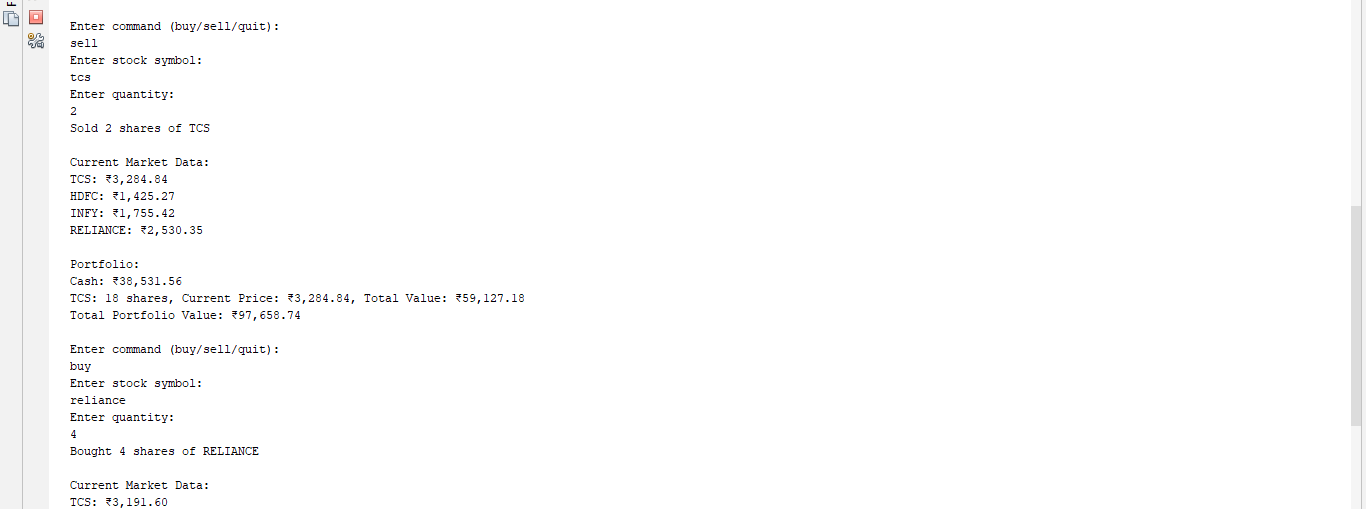 Enter command (buy/sell/quit):
sell
Enter stock symbol:
tcs
Enter quantity:
2
Sold 2 shares of TCS
Current Market Data:
TCS: ₹3,284.84
HDFC: ₹1,425.27
INFY: ₹1,755.42
RELIANCE: ₹2,530.35
Portfolio:
Cash: ₹38,531.56
TCS: 18 shares, Current Price: ₹3,284.84, Total Value: ₹59,127.18
Total Portfolio Value: ₹97,658.74
Enter command (buy/sell/quit):
buy
Enter stock symbol:
reliance
Enter quantity:
4
Bought 4 shares of RELIANCE
Current Market Data:
TCS: ₹3,191.60